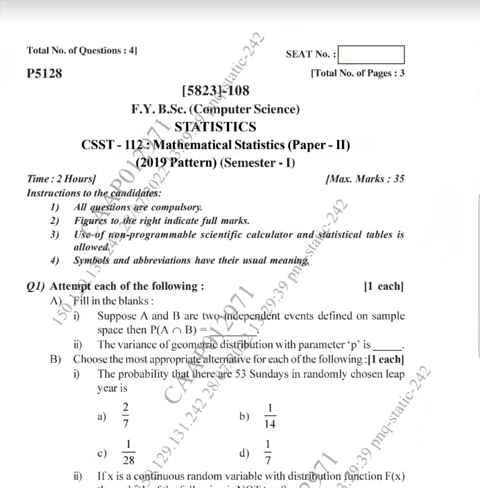 Total No. of Questions : 4]
SEAT No. :
P5128
[Total No. of Pages : 3
[5823]-108
F.Y. B.Sc. (Computer Science)
STATISTICS
CSST - 112 : Mathematical Statistics (Paper - II)
(2019 Pattern) (Semester - I)
Time : 2 Hours]
[Max. Marks : 35
Instructions to the candidates:
1) All questions are compulsory.
2) Figures to the right indicate full marks.
3) Use of non-programmable scientific calculator and statistical tables is
allowed.
4) Symbols and abbreviations have their usual meaning.
Q1) Attempt each of the following : [1 each]
A) Fill in the blanks :
i) Suppose A and B are two independent events defined on sample
space then P(A ∩ B) = ______.
ii) The variance of geometric distribution with parameter 'p' is _____.
B) Choose the most appropriate alternative for each of the following :[1 each]
i) The probability that there are 53 Sundays in randomly chosen leap
year is
a) 2/7 b) 1/14
c) 1/28 d) 1/7
ii) If x is a continuous random variable with distribution function F(x)
CAAP012971